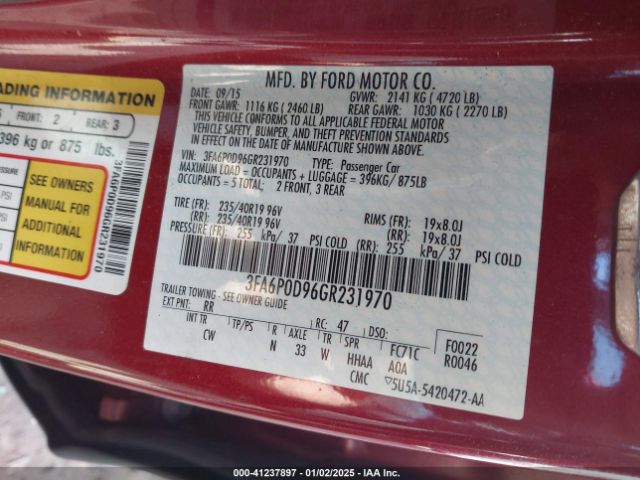 ADING INFORMATION
FRONT: 2 REAR: 3
396 kg or 875 lbs.
PSI
PSI
SEE OWNERS
MANUAL FOR
ADDITIONAL
INFORMATION
3FA6P0D96GR231970
MFD. BY FORD MOTOR CO.
DATE: 09/15 GVWR: 2141 KG ( 4720 LB)
FRONT GAWR: 1116 KG ( 2460 LB) REAR GAWR: 1030 KG ( 2270 LB)
THIS VEHICLE CONFORMS TO ALL APPLICABLE FEDERAL MOTOR
VEHICLE SAFETY, BUMPER, AND THEFT PREVENTION STANDARDS
IN EFFECT ON THE DATE OF MANUFACTURE SHOWN ABOVE.
VIN: 3FA6P0D96GR231970 TYPE: Passenger Car
MAXIMUM LOAD = OCCUPANTS + LUGGAGE = 396KG/ 875LB
OCCUPANTS = 5 TOTAL: 2 FRONT, 3 REAR
TIRE (FR): 235/40R19 96V RIMS (FR): 19x8.0J
(RR): 235/40R19 96V (RR): 19x8.0J
PRESSURE (FR): 255 kPa/ 37 PSI COLD (RR): 255 kPa/ 37 PSI COLD
3FA6P0D96GR231970
TRAILER TOWING - SEE OWNER GUIDE
EXT PNT: RR RC: 47 DSO:
INT TR TP/PS R AXLE TR SPR FC71C F0022
CW N 33 W HHAA AOA R0046
CMC 5U5A-5420472-AA
000-41237897 \ 01/02/2025 \ IAA Inc.